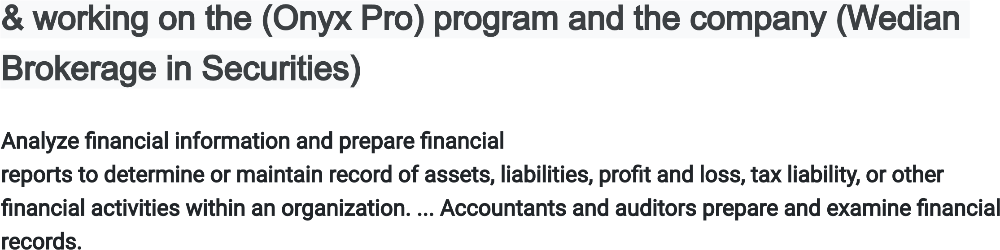 & working on the (Onyx Pro) program and the company (Wedian
Brokerage in Securities)
Analyze financial information and prepare financial
reports to determine or maintain record of assets, liabilities, profit and loss, tax liability, or other
financial activities within an organization. ... Accountants and auditors prepare and examine financial
records.